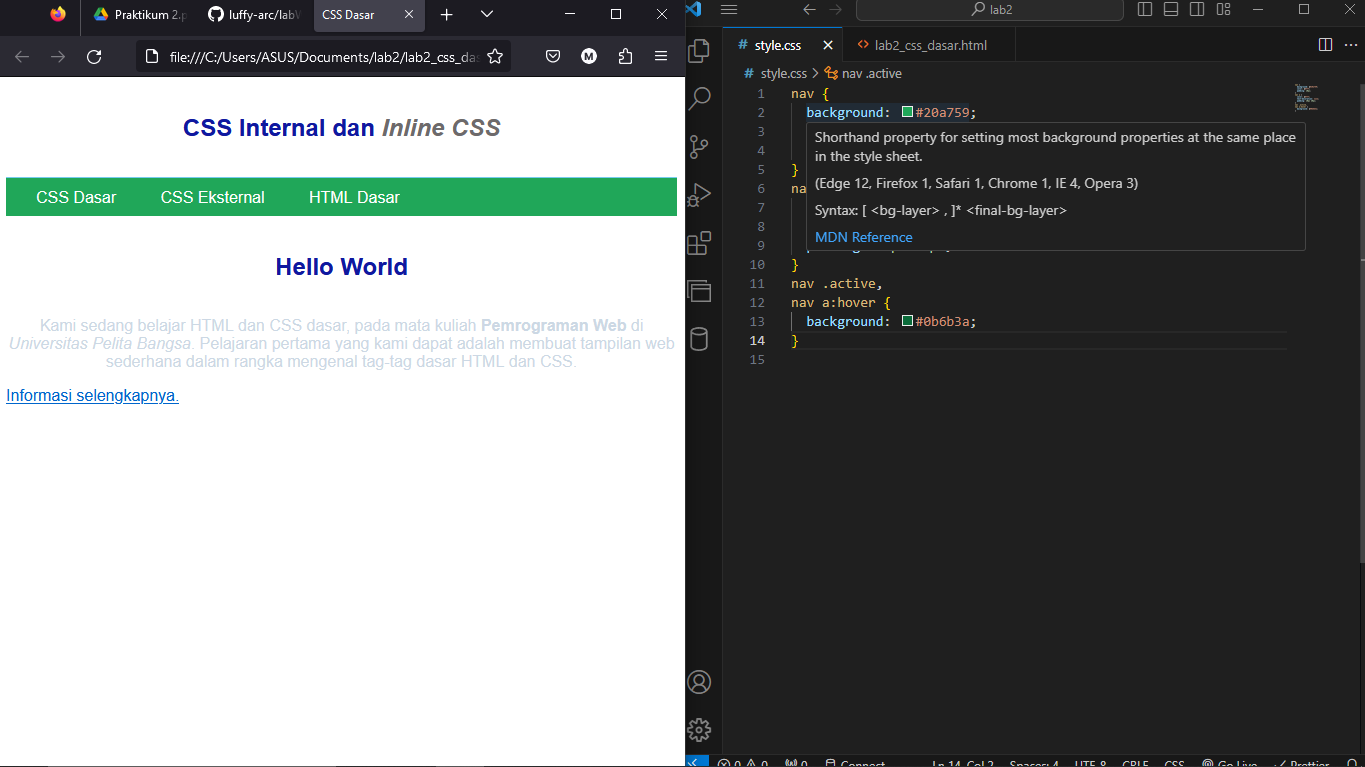 Praktikum 2.p
luffy-arc/lab
CSS Dasar
file:///C:/Users/ASUS/Documents/lab2/lab2_css_das
M
CSS Internal dan Inline CSS
CSS Dasar CSS Eksternal HTML Dasar
Hello World
Kami sedang belajar HTML dan CSS dasar, pada mata kuliah Pemrograman Web di
Universitas Pelita Bangsa. Pelajaran pertama yang kami dapat adalah membuat tampilan web
sederhana dalam rangka mengenal tag-tag dasar HTML dan CSS.
Informasi selengkapnya.
lab2
# style.css
<> lab2_css_dasar.html
# style.css > nav .active
1 nav {
2 background: #20a759;
3
4
5 }
6 na
7
8
9
10 }
11 nav .active,
12 nav a:hover {
13 background: #0b6b3a;
14 }
15
Shorthand property for setting most background properties at the same place
in the style sheet.
(Edge 12, Firefox 1, Safari 1, Chrome 1, IE 4, Opera 3)
Syntax: [ <bg-layer> , ]* <final-bg-layer>
MDN Reference
0 0 0 Connect Ln 14, Col 2 Spaces: 4 UTF-8 CRLF CSS Go Live Prettier